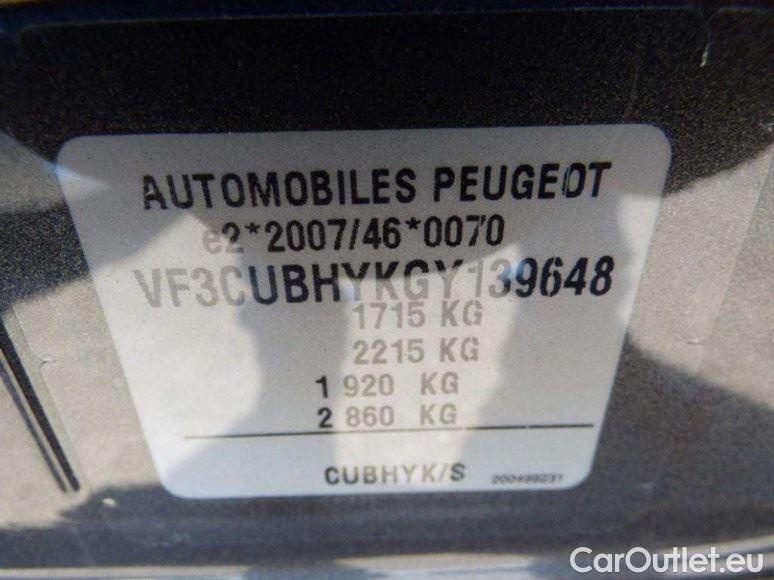 AUTOMOBILES PEUGEOT
e2*2007/46*0070
VF3CUBHYKGY139648
1715 KG
2215 KG
1 920 KG
2 860 KG
CUBHYK/S
CarOutlet.eu